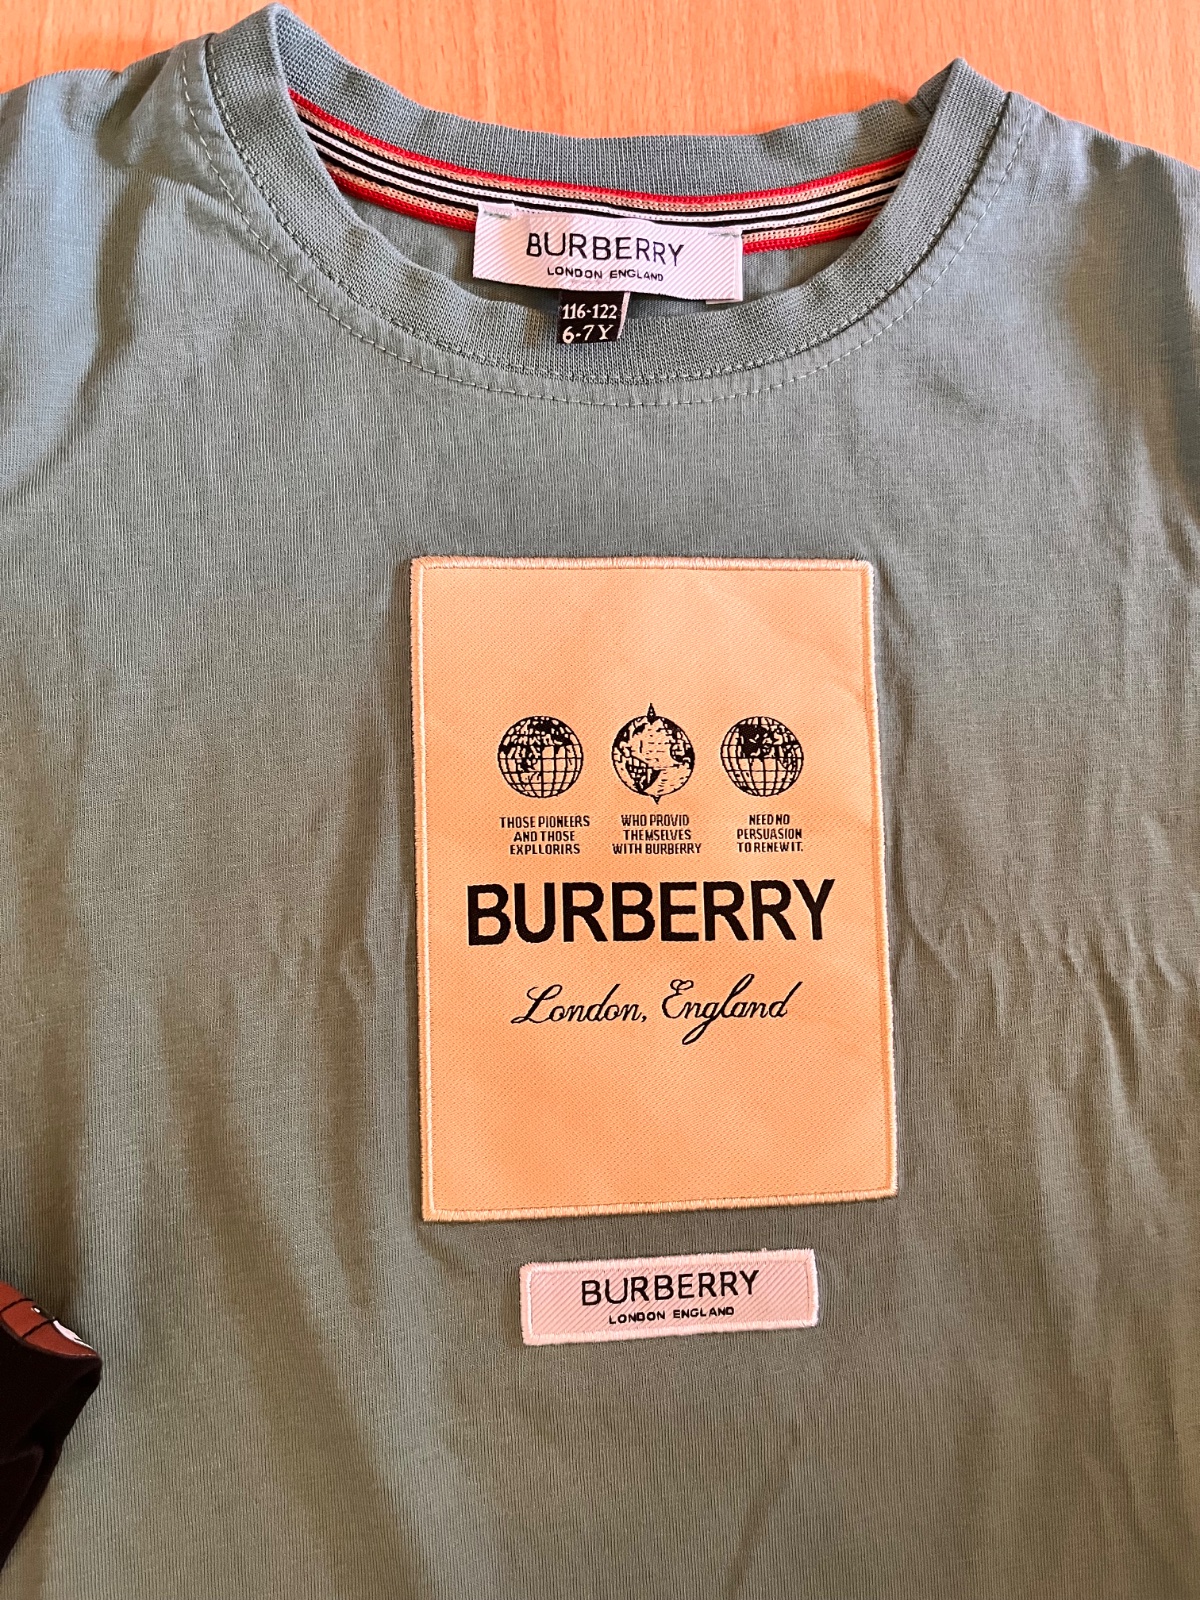 BURBERRY
LONDON ENGLAND
116-122
6-7Y
THOSE PIONEERS
AND THOSE
EXPLLORIRS
WHO PROVID
THEMSELVES
WITH BURBERRY
NEED NO
PERSUASION
TO RENEW IT.
BURBERRY
London, England
BURBERRY
LONDON ENGLAND